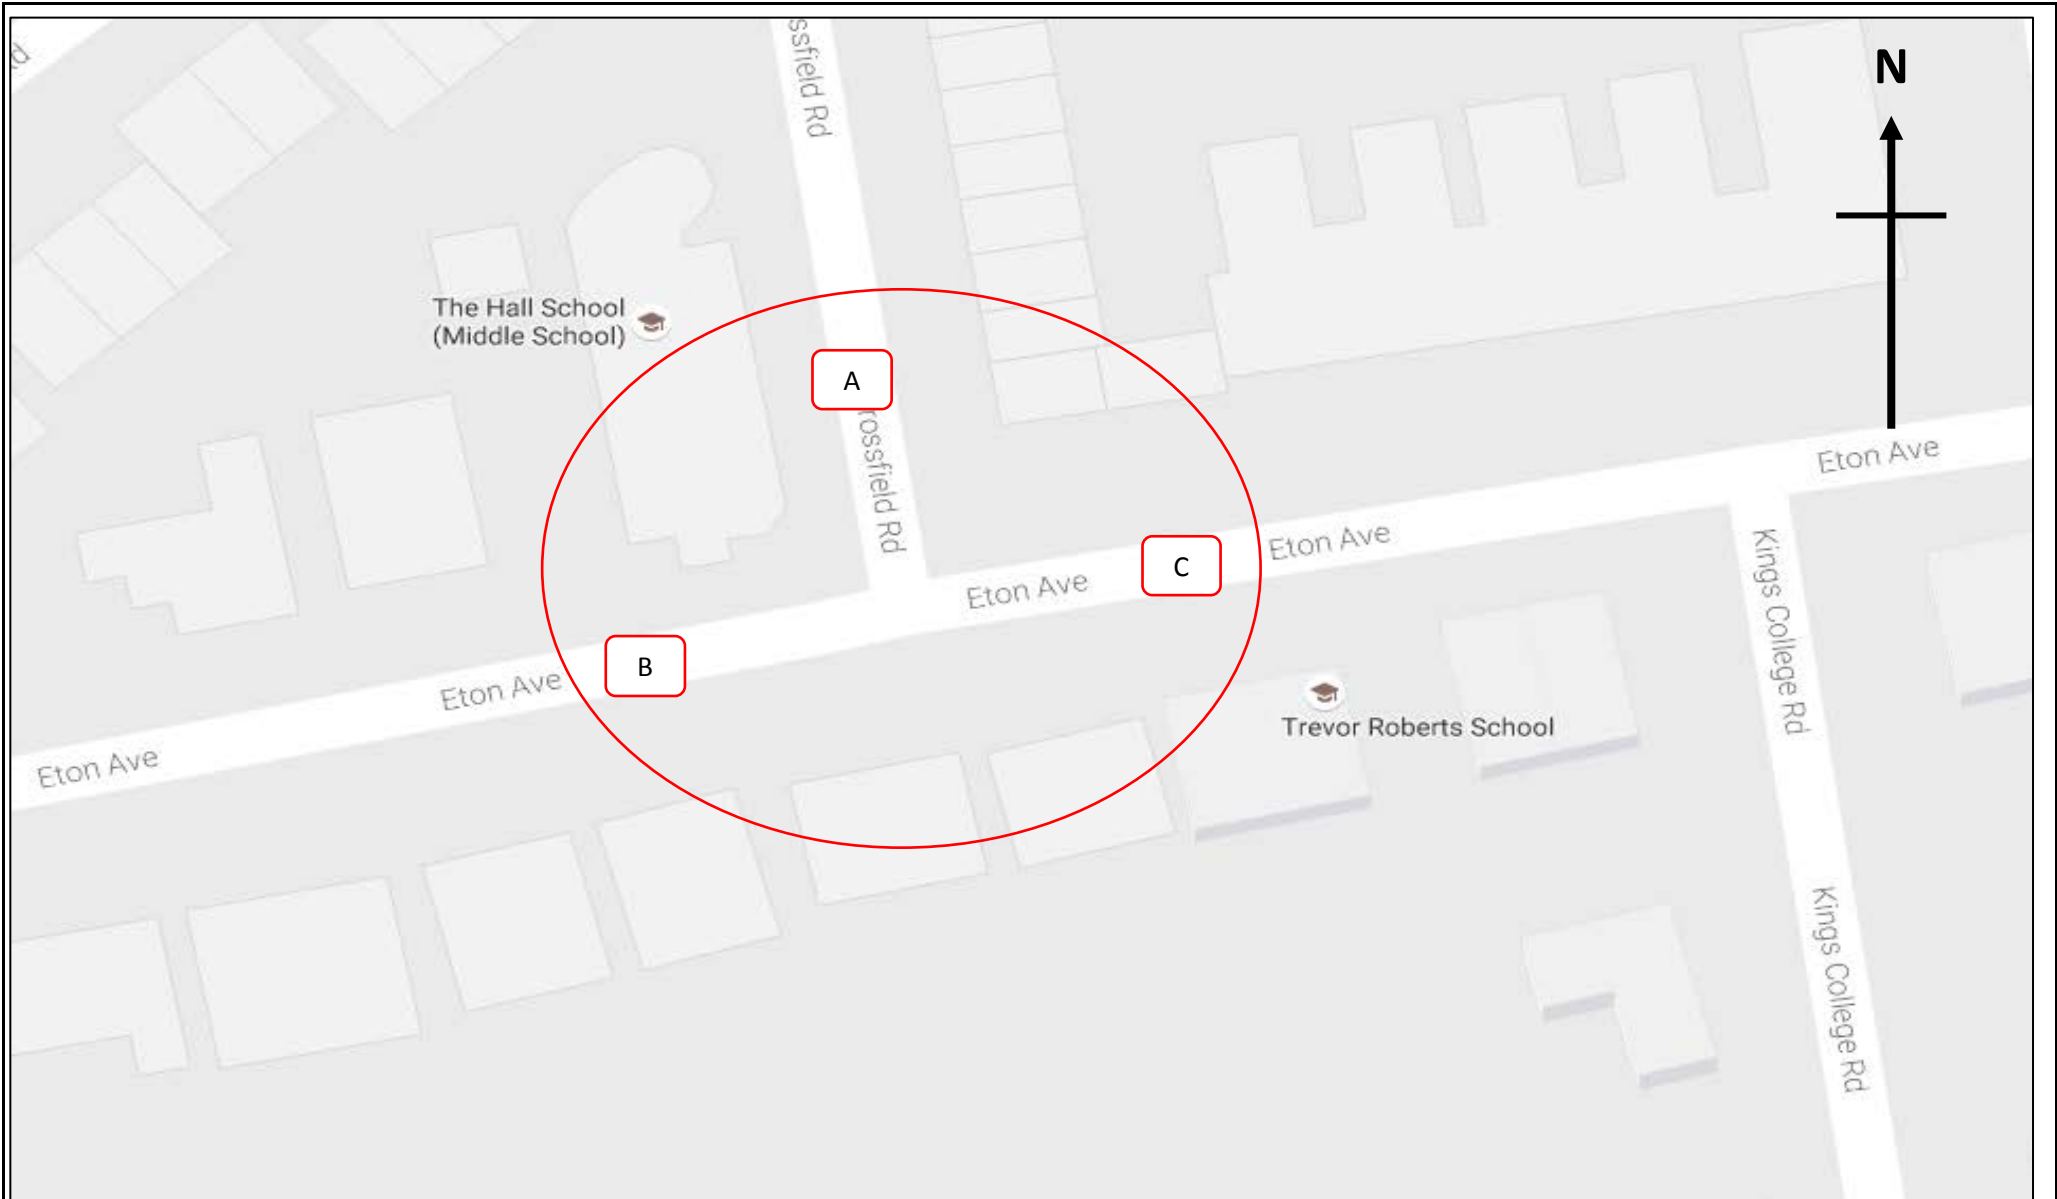 d
ssfield Rd
N
The Hall School
(Middle School)
A
rossfield Rd
Eton Ave
Eton Ave
C
Eton Ave
Kings College Rd
B
Eton Ave
Trevor Roberts School
Eton Ave
Kings College Rd